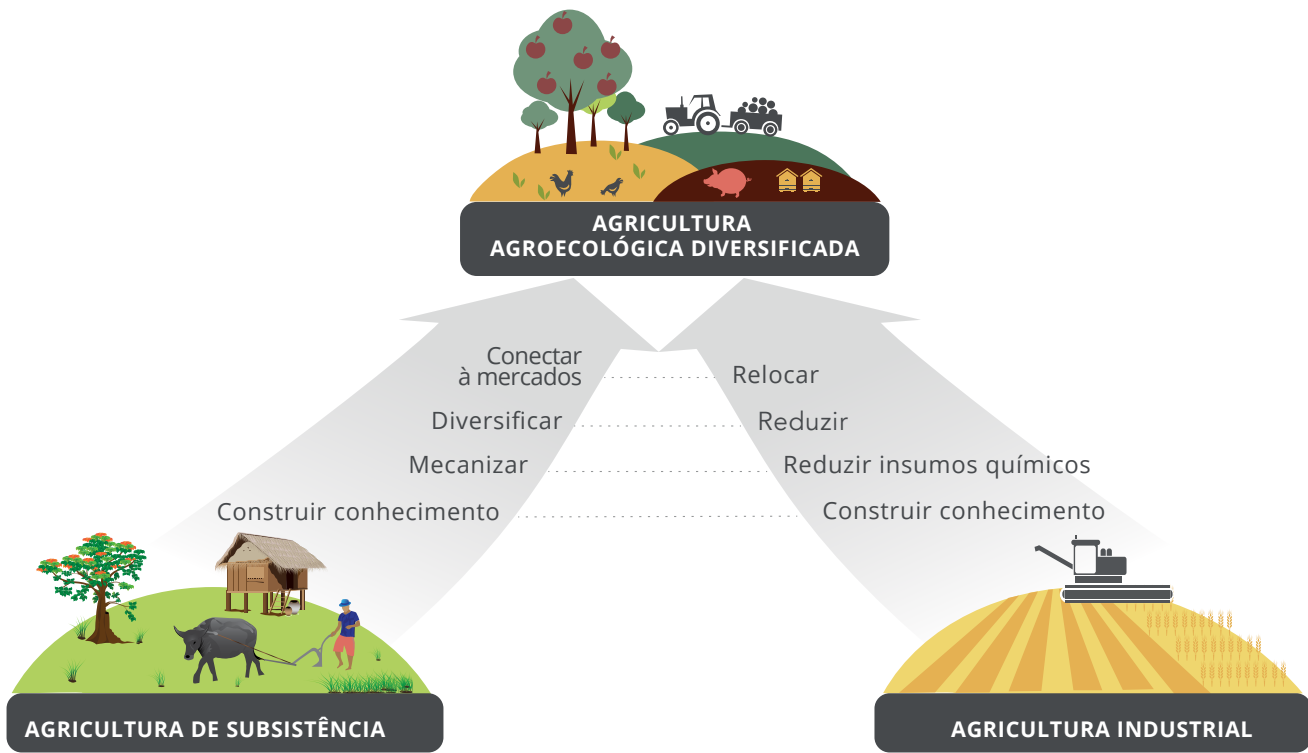 AGRICULTURA
AGROECOLÓGICA DIVERSIFICADA
Conectar
à mercados
Relocar
Diversificar
Reduzir
Mecanizar
Reduzir insumos químicos
Construir conhecimento
Construir conhecimento
AGRICULTURA DE SUBSISTÊNCIA
AGRICULTURA INDUSTRIAL